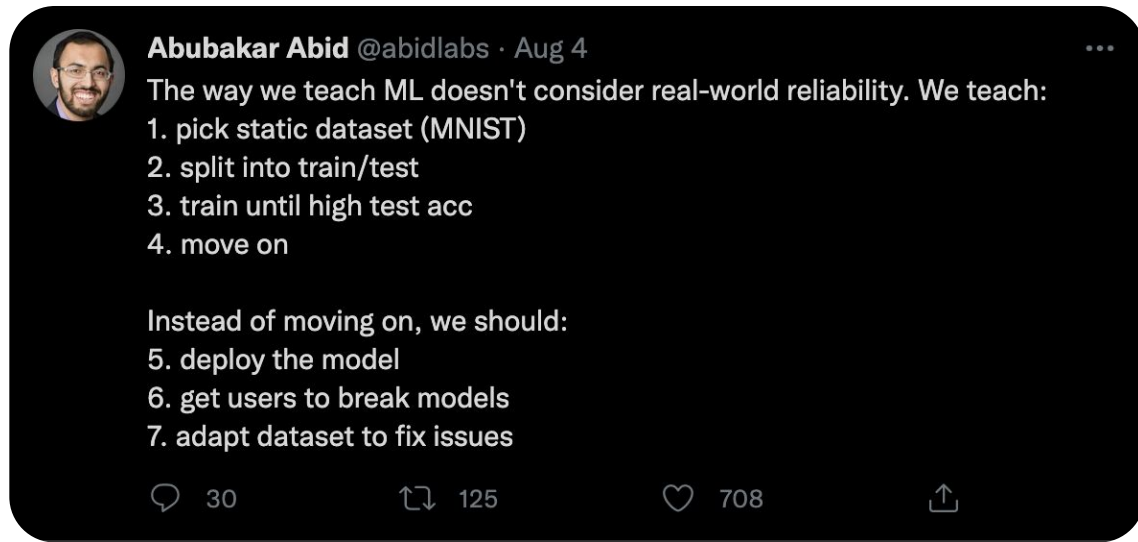 Abubakar Abid @abidlabs · Aug 4
The way we teach ML doesn't consider real-world reliability. We teach:
1. pick static dataset (MNIST)
2. split into train/test
3. train until high test acc
4. move on
Instead of moving on, we should:
5. deploy the model
6. get users to break models
7. adapt dataset to fix issues
30 125 708